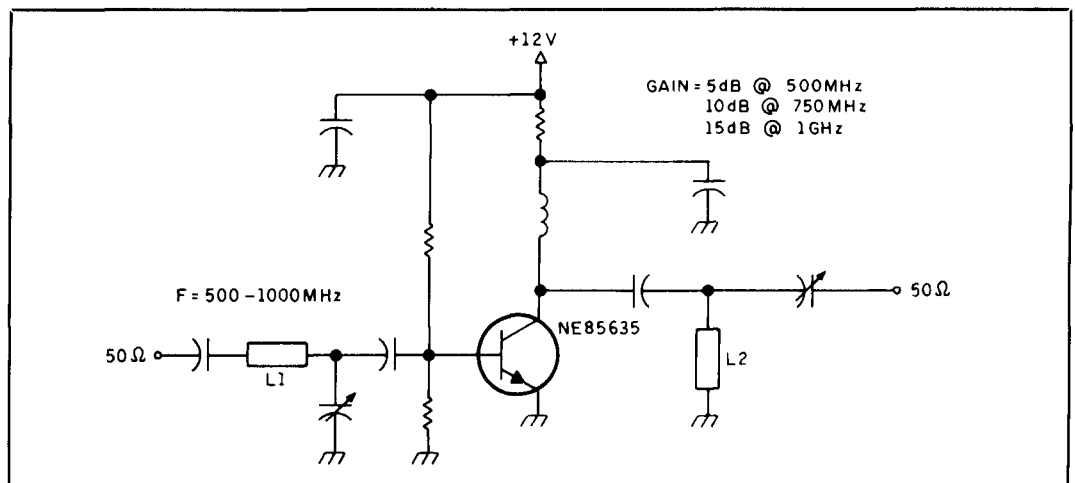 +12V
GAIN = 5dB @ 500MHz
10dB @ 750MHz
15dB @ 1GHz
F = 500-1000MHz
50Ω
L1
NE85635
50Ω
L2